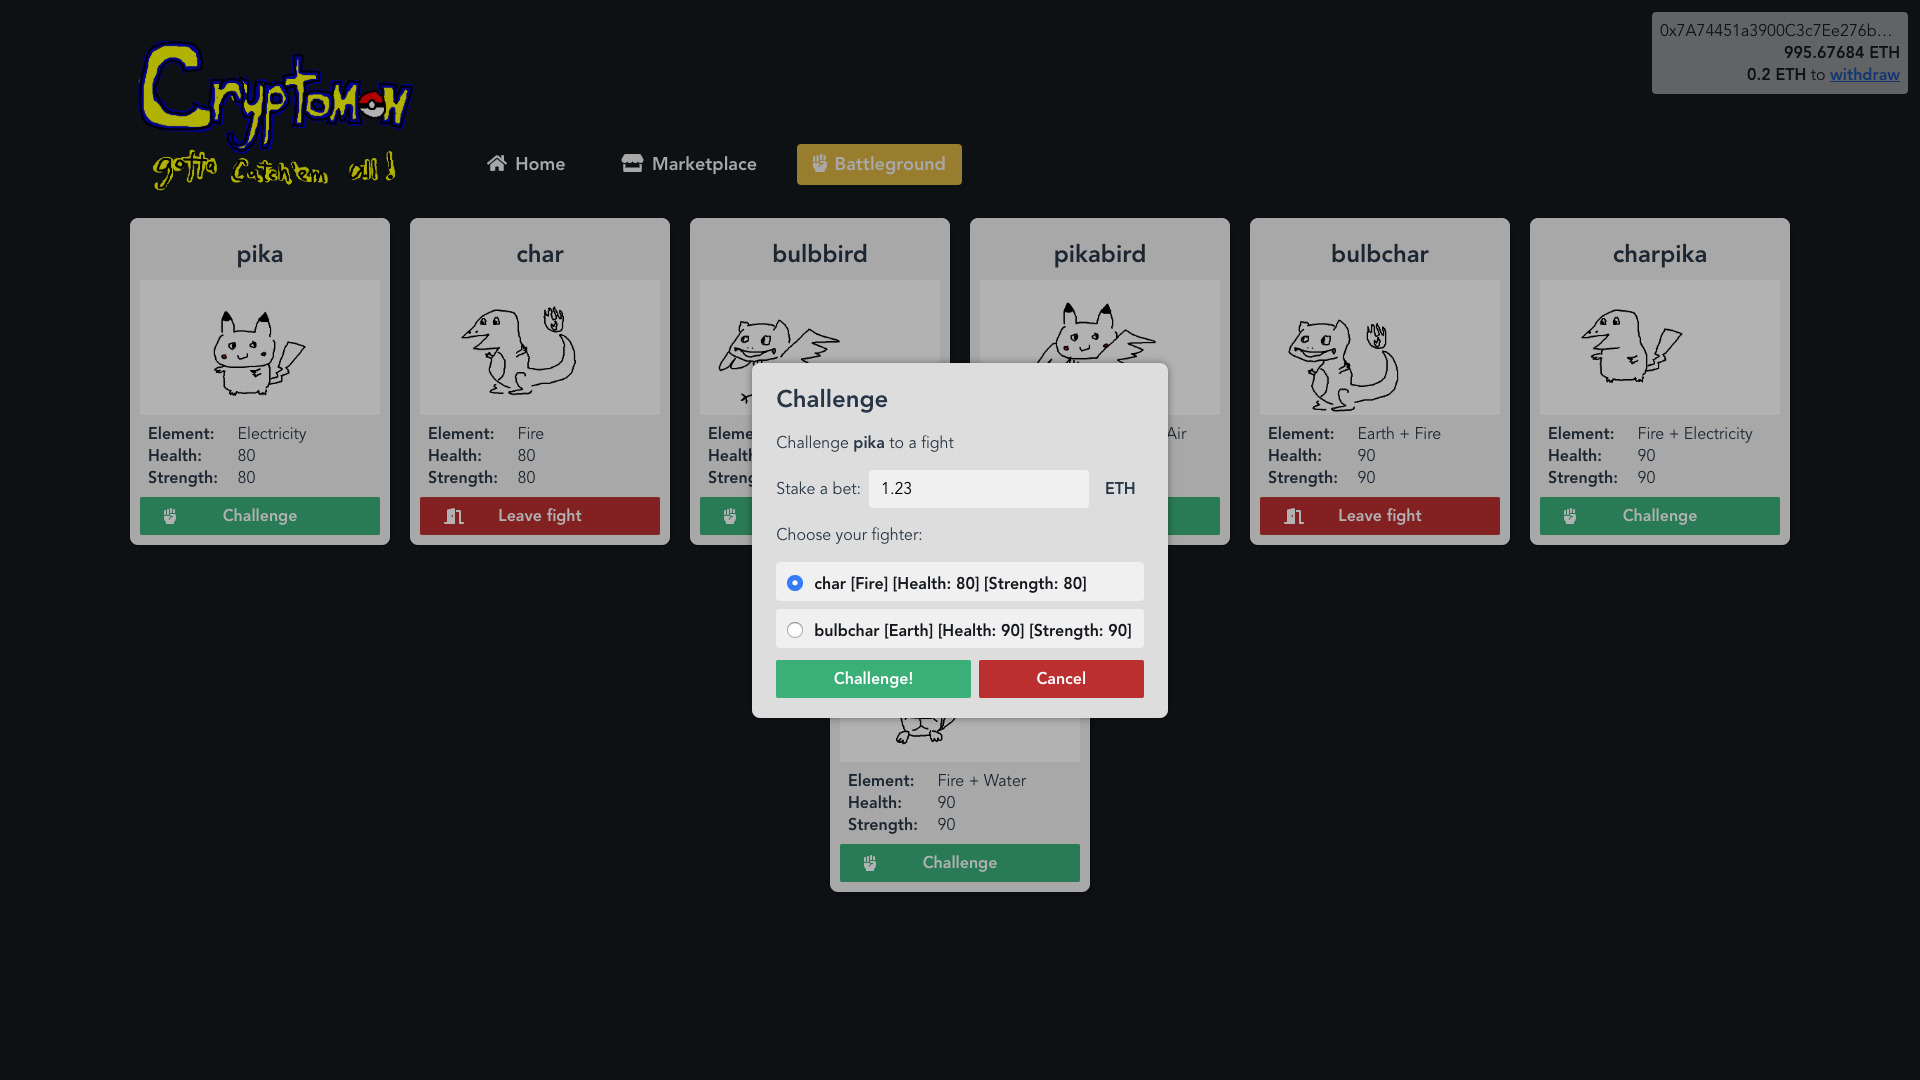 0x7A74451a3900C3c7Ee276b...
995.67684 ETH
0.2 ETH to withdraw
Cryptomon
gotta Catch'em all!
Home
Marketplace
Battleground
pika
Element: Electricity
Health: 80
Strength: 80
Challenge
char
Element: Fire
Health: 80
Strength: 80
Leave fight
bulbbird
pikabird
Air
bulbchar
Element: Earth + Fire
Health: 90
Strength: 90
Leave fight
charpika
Element: Fire + Electricity
Health: 90
Strength: 90
Challenge
Challenge
Challenge pika to a fight
Stake a bet: 1.23 ETH
Choose your fighter:
char [Fire] [Health: 80] [Strength: 80]
bulbchar [Earth] [Health: 90] [Strength: 90]
Challenge! Cancel
Element: Fire + Water
Health: 90
Strength: 90
Challenge